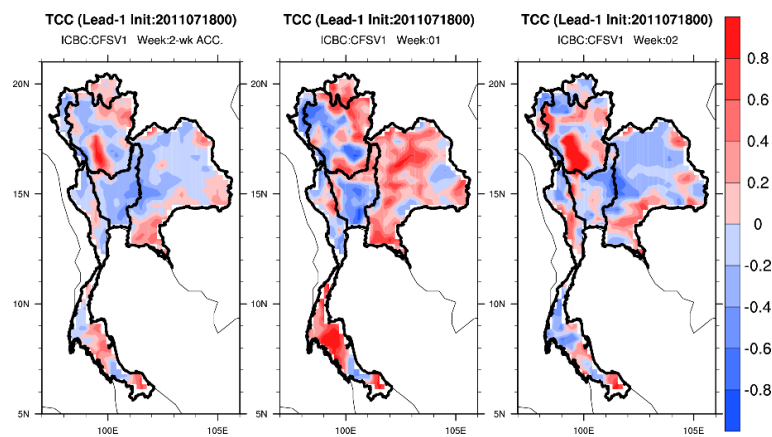 TCC (Lead-1 Init:2011071800) TCC (Lead-1 Init:2011071800) TCC (Lead-1 Init:2011071800)
ICBC:CFSV1 Week:2-wk ACC. ICBC:CFSV1 Week:01 ICBC:CFSV1 Week:02
20N 20N 20N
15N 15N 15N
10N 10N 10N
5N 5N 5N
100E 105E 100E 105E 100E 105E
0.8
0.6
0.4
0.2
0
-0.2
-0.4
-0.6
-0.8